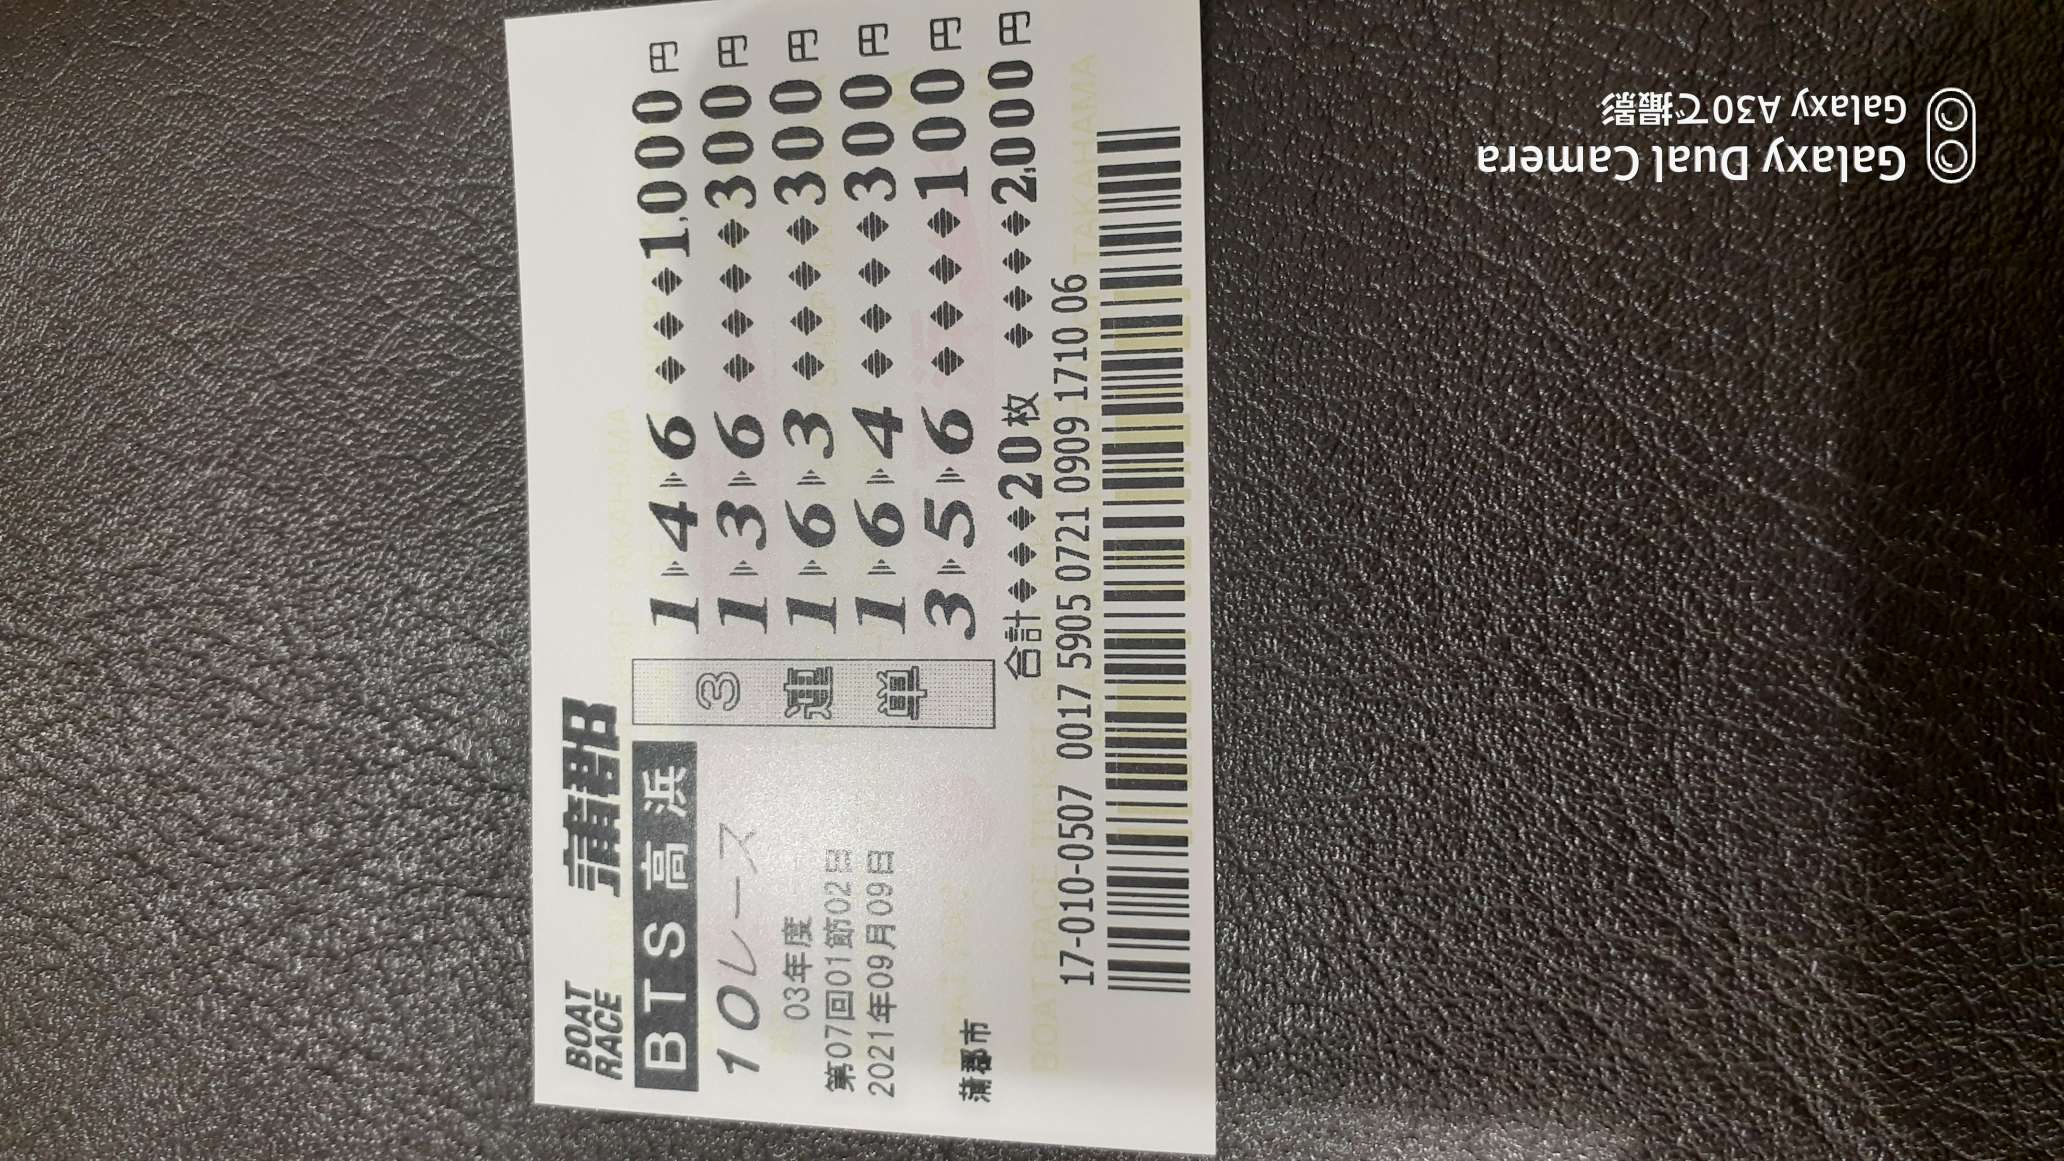 BOAT RACE 蒲郡
BTS高浜
10レース
03年度
第07回01節02日
2021年09月09日
蒲郡市
3連単
1▷4▷6 ◆◆◆1,000円
1▷3▷6 ◆◆◆◆300円
1▷6▷3 ◆◆◆◆300円
1▷6▷4 ◆◆◆◆300円
3▷5▷6 ◆◆◆◆100円
合計◆◆◆20枚 ◆◆◆◆2,000円
17-010-0507 0017 5905 0721 0909 1710 06
Galaxy Dual Camera
Galaxy A30で撮影